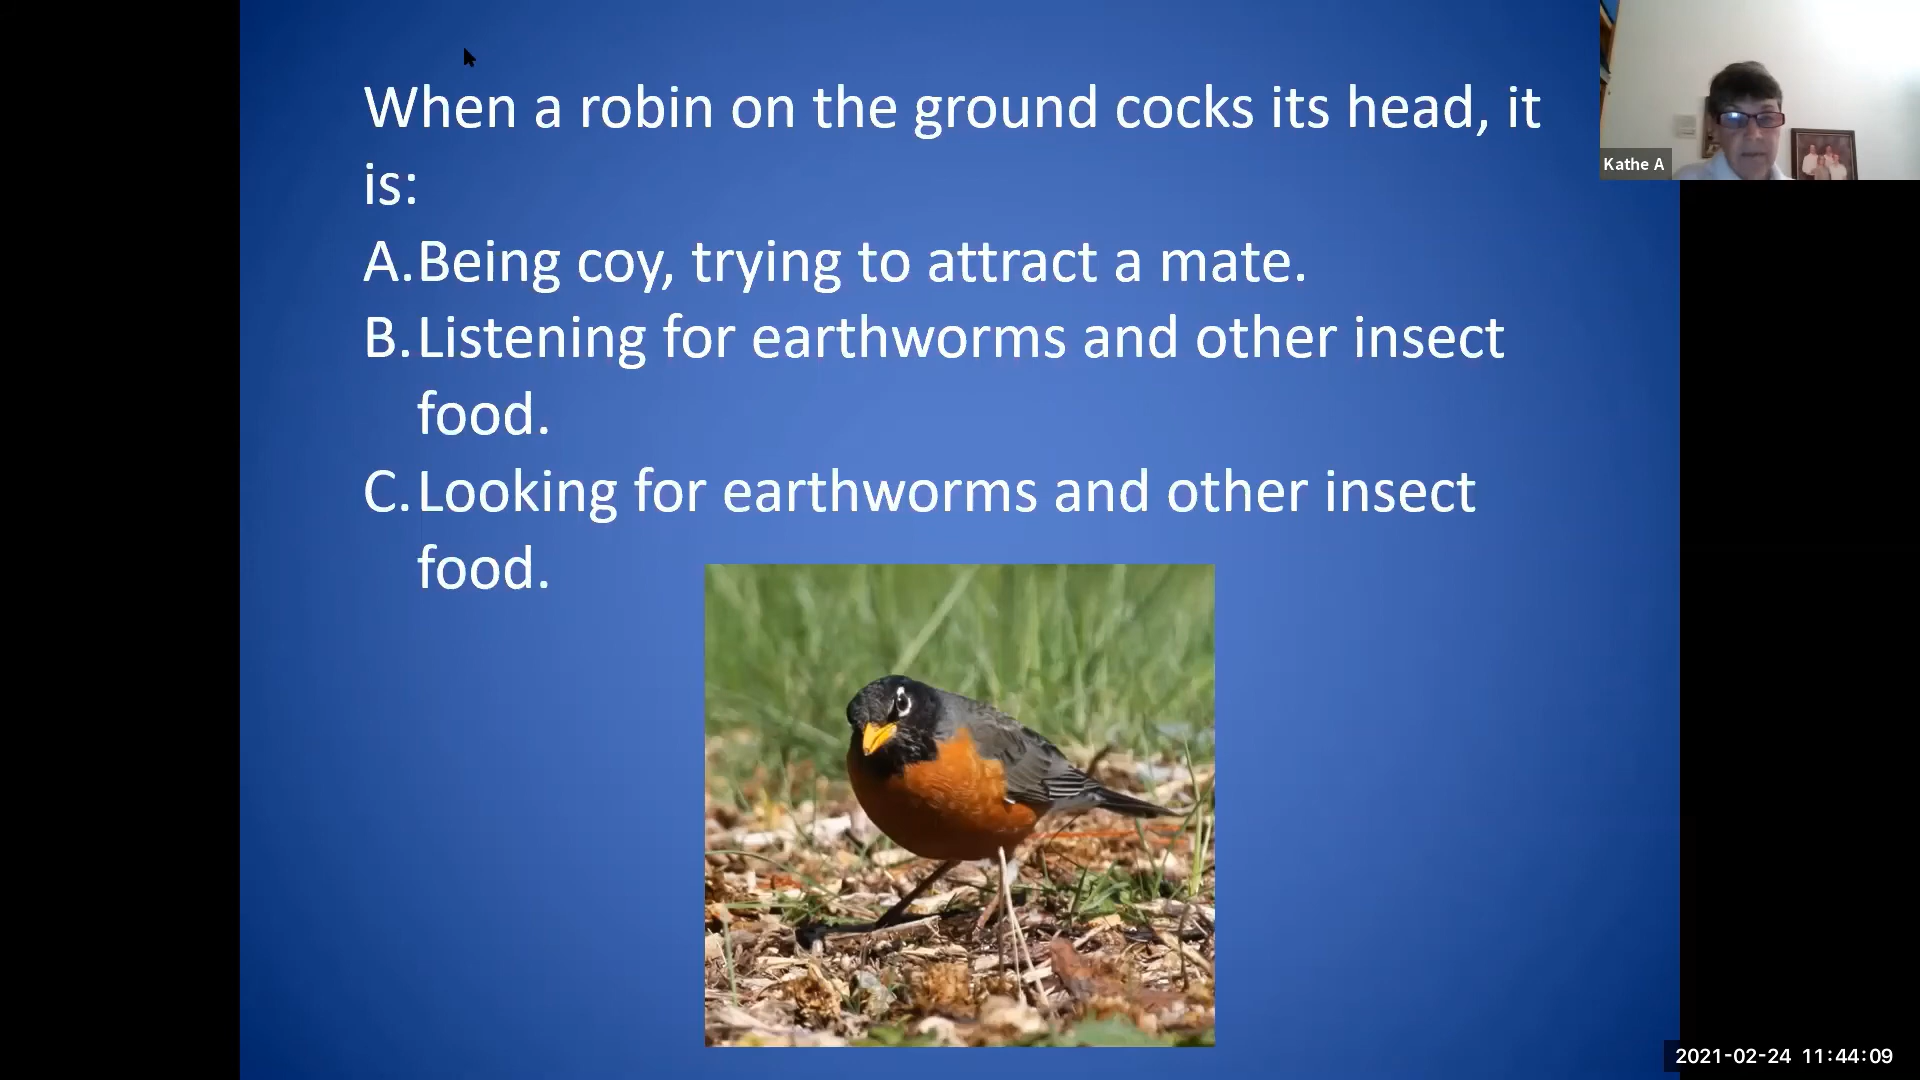 When a robin on the ground cocks its head, it
is:
A. Being coy, trying to attract a mate.
B. Listening for earthworms and other insect
food.
C. Looking for earthworms and other insect
food.
Kathe A
2021-02-24 11:44:09